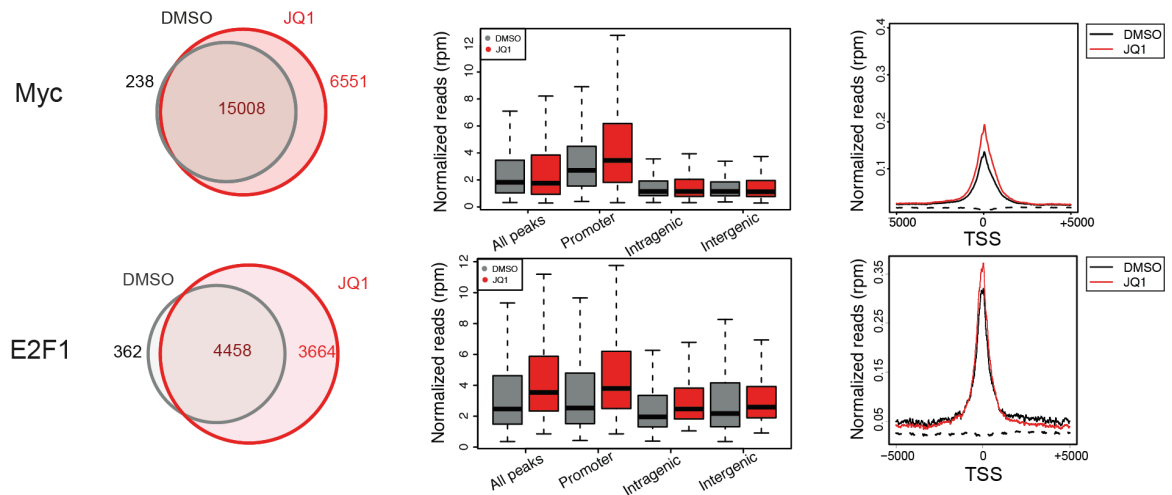 Myc
DMSO
JQ1
238
15008
6551
Normalized reads (rpm)
0
2
4
6
8
10
12
DMSO
JQ1
All peaks
Promoter
Intragenic
Intergenic
Normalized reads (rpm)
0.1
0.2
0.3
0.4
DMSO
JQ1
5000
0
+5000
TSS
E2F1
DMSO
JQ1
362
4458
3664
Normalized reads (rpm)
0
2
4
6
8
10
12
DMSO
JQ1
All peaks
Promoter
Intragenic
Intergenic
Normalized reads (rpm)
0.05
0.15
0.25
0.35
DMSO
JQ1
−5000
0
+5000
TSS